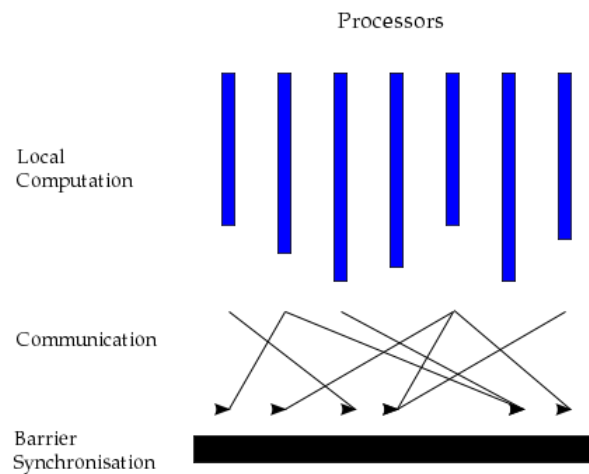 Processors
Local
Computation
Communication
Barrier
Synchronisation